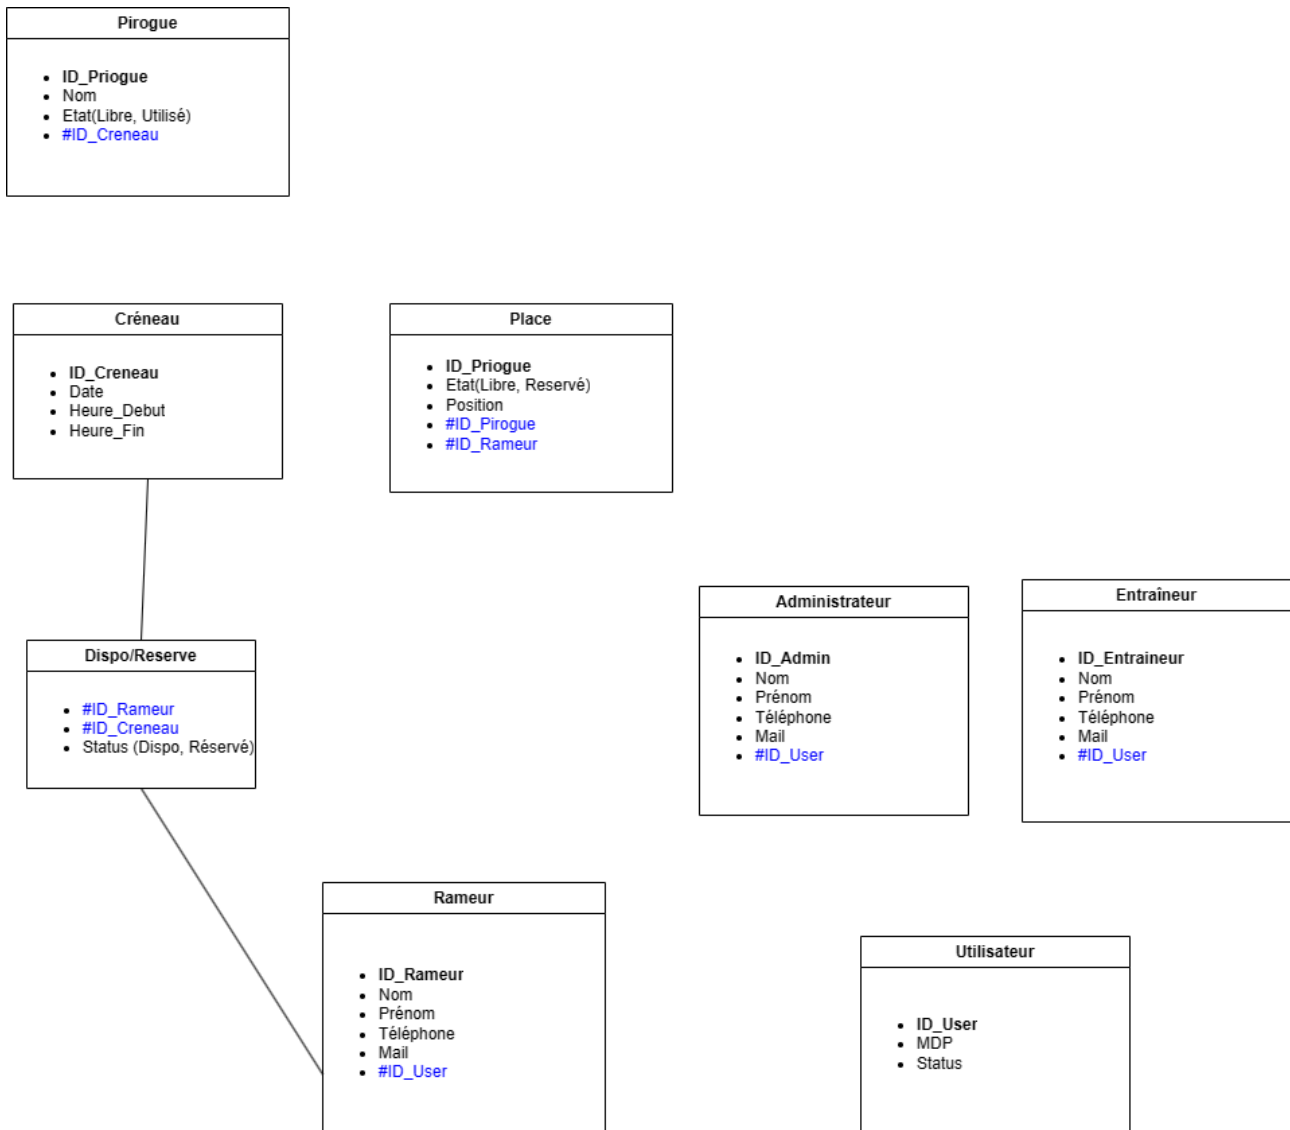 Pirogue
ID_Priogue
Nom
Etat(Libre, Utilisé)
#ID_Creneau
Créneau
ID_Creneau
Date
Heure_Debut
Heure_Fin
Place
ID_Priogue
Etat(Libre, Reservé)
Position
#ID_Pirogue
#ID_Rameur
Dispo/Reserve
#ID_Rameur
#ID_Creneau
Status (Dispo, Réservé)
Administrateur
ID_Admin
Nom
Prénom
Téléphone
Mail
#ID_User
Entraîneur
ID_Entraineur
Nom
Prénom
Téléphone
Mail
#ID_User
Rameur
ID_Rameur
Nom
Prénom
Téléphone
Mail
#ID_User
Utilisateur
ID_User
MDP
Status